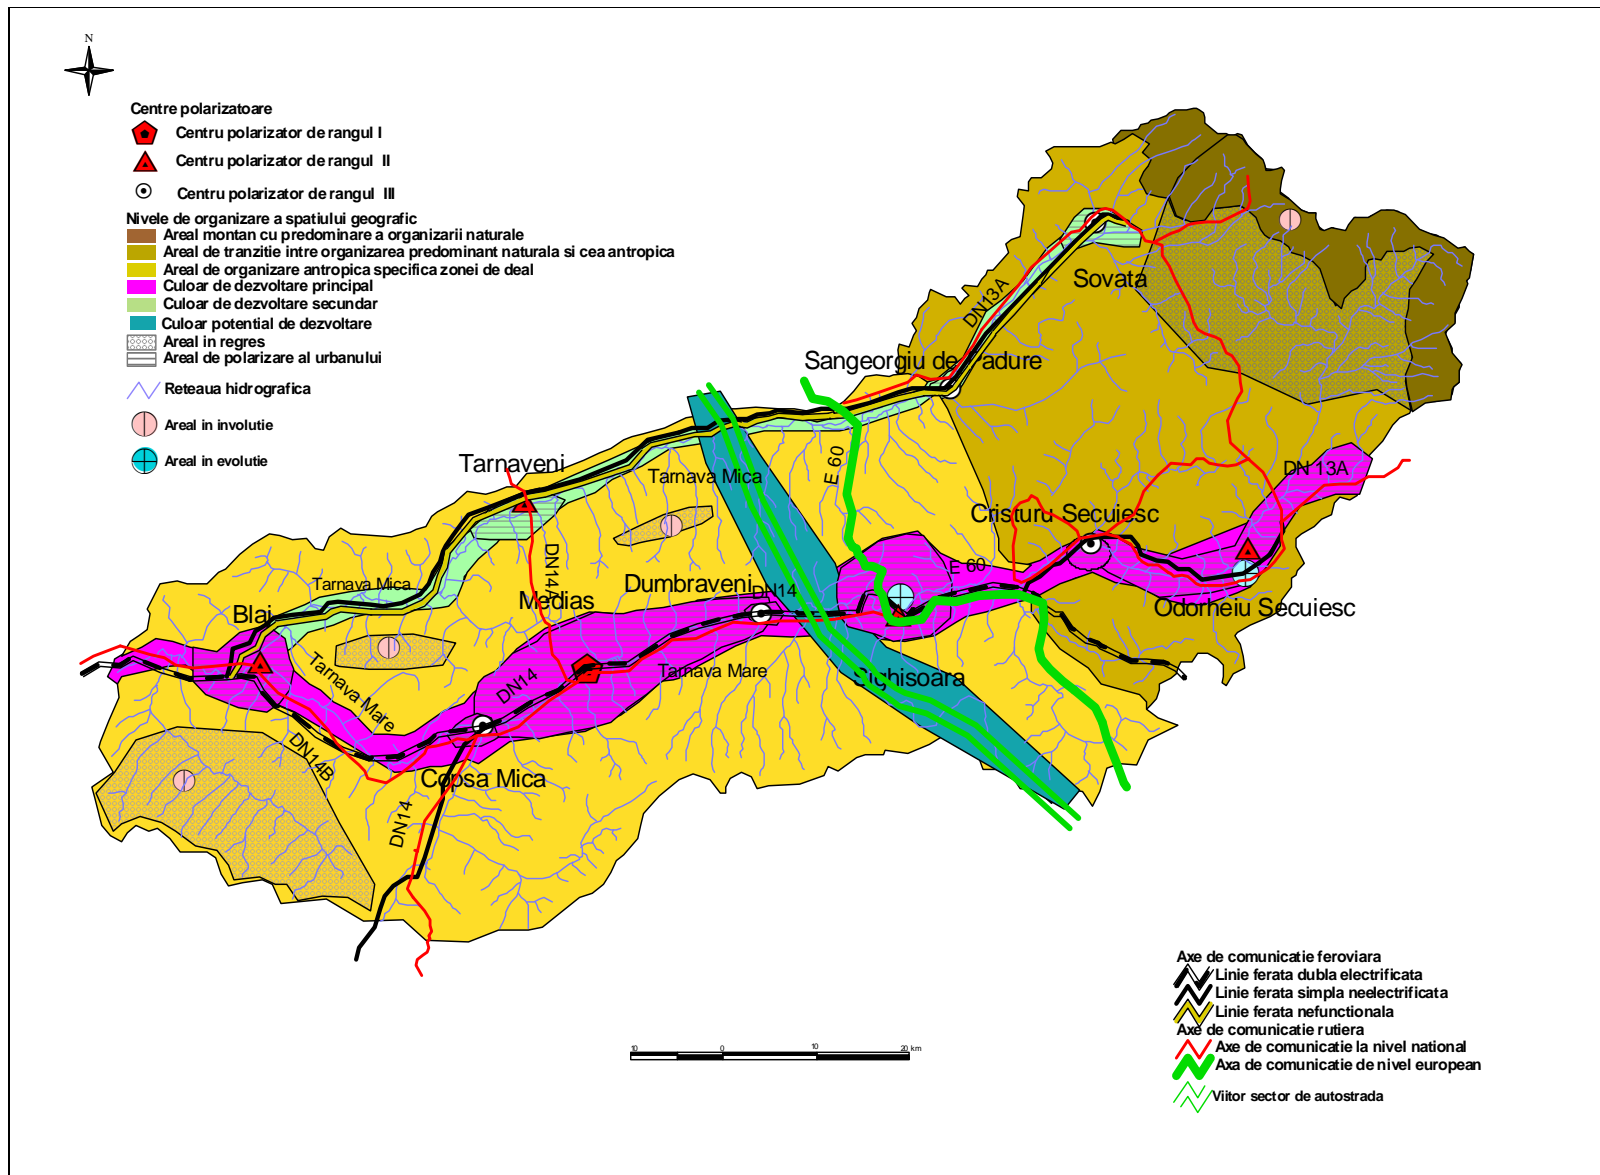 N
Centre polarizatoare
Centru polarizator de rangul I
Centru polarizator de rangul II
Centru polarizator de rangul III
Nivele de organizare a spatiului geografic
Areal montan cu predominare a organizarii naturale
Areal de tranzitie intre organizarea predominant naturala si cea antropica
Areal de organizare antropica specifica zonei de deal
Culoar de dezvoltare principal
Culoar de dezvoltare secundar
Culoar potential de dezvoltare
Areal in regres
Areal de polarizare al urbanului
Reteaua hidrografica
Areal in involutie
Areal in evolutie
Sovata
DN13A
Sangeorgiu de Padure
Tarnaveni
Tarnava Mica
E 60
DN 13A
Cristuru Secuiesc
DN14A
Tarnava Mica
Dumbraveni
DN14
E 60
Medias
Blaj
Odorheiu Secuiesc
Tarnava Mare
Tarnava Mare
Sighisoara
DN14
DN14B
Copsa Mica
DN14
Axe de comunicatie feroviara
Linie ferata dubla electrificata
Linie ferata simpla neelectrificata
Linie ferata nefunctionala
Axe de comunicatie rutiera
Axe de comunicatie la nivel national
Axa de comunicatie de nivel european
Viitor sector de autostrada
10 0 10 20 km